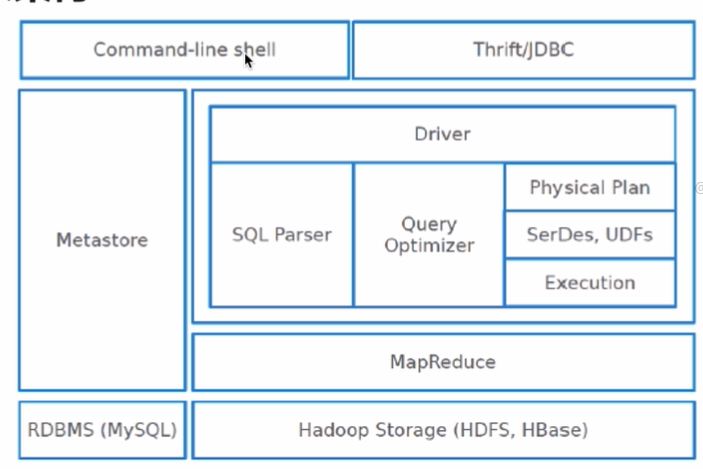 Command-line shell
Thrift/JDBC
Metastore
Driver
SQL Parser
Query
Optimizer
Physical Plan
SerDes, UDFs
Execution
MapReduce
RDBMS (MySQL)
Hadoop Storage (HDFS, HBase)